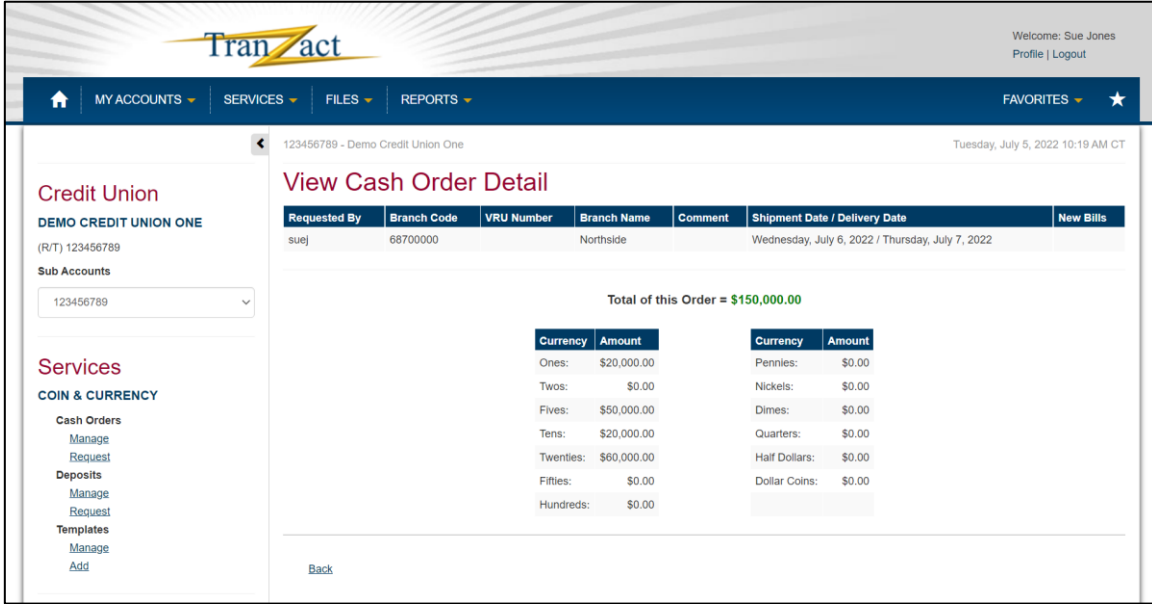 TranZact
Welcome: Sue Jones
Profile | Logout
MY ACCOUNTS SERVICES FILES REPORTS FAVORITES
123456789 - Demo Credit Union One Tuesday, July 5, 2022 10:19 AM CT
Credit Union
DEMO CREDIT UNION ONE
(R/T) 123456789
Sub Accounts
123456789
Services
COIN & CURRENCY
Cash Orders
Manage
Request
Deposits
Manage
Request
Templates
Manage
Add
View Cash Order Detail
Requested By Branch Code VRU Number Branch Name Comment Shipment Date / Delivery Date New Bills
suej 68700000 Northside Wednesday, July 6, 2022 / Thursday, July 7, 2022
Total of this Order = $150,000.00
Currency Amount
Ones: $20,000.00
Twos: $0.00
Fives: $50,000.00
Tens: $20,000.00
Twenties: $60,000.00
Fifties: $0.00
Hundreds: $0.00
Currency Amount
Pennies: $0.00
Nickels: $0.00
Dimes: $0.00
Quarters: $0.00
Half Dollars: $0.00
Dollar Coins: $0.00
Back